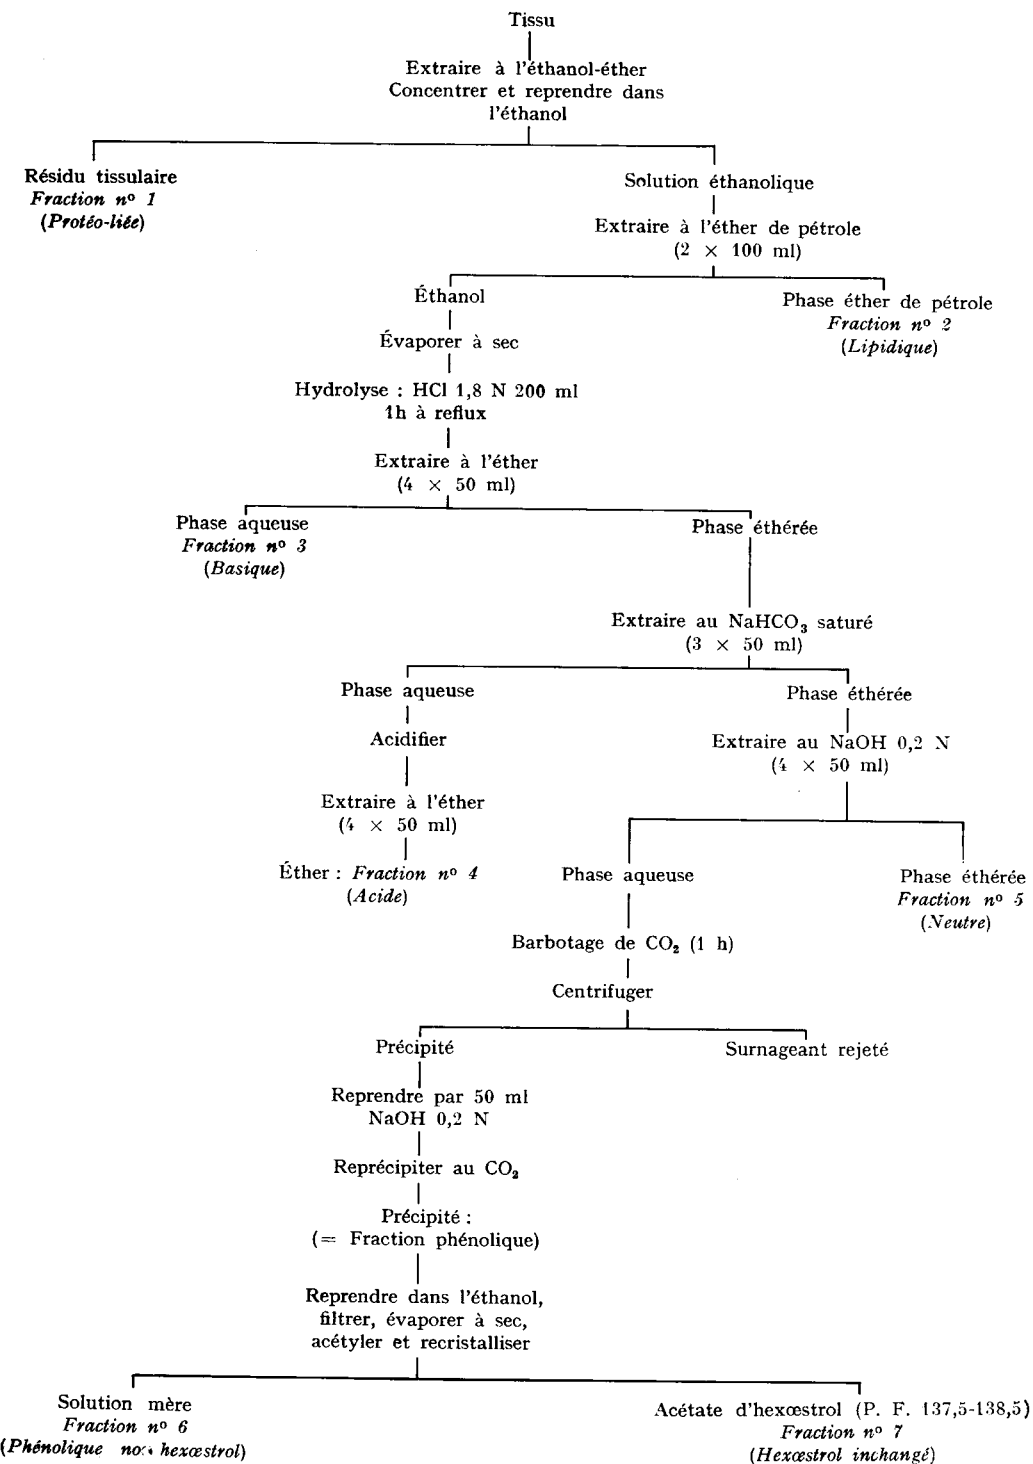 Tissu
Extraire à l'éthanol-éther
Concentrer et reprendre dans
l'éthanol
Résidu tissulaire
Fraction nº 1
(Protéo-liée)
Solution éthanolique
Extraire à l'éther de pétrole
(2 × 100 ml)
Éthanol
Phase éther de pétrole
Fraction nº 2
(Lipidique)
Évaporer à sec
Hydrolyse : HCl 1,8 N 200 ml
1h à reflux
Extraire à l'éther
(4 × 50 ml)
Phase aqueuse
Fraction nº 3
(Basique)
Phase éthérée
Extraire au NaHCO₃ saturé
(3 × 50 ml)
Phase aqueuse
Phase éthérée
Acidifier
Extraire au NaOH 0,2 N
(4 × 50 ml)
Extraire à l'éther
(4 × 50 ml)
Éther : Fraction nº 4
(Acide)
Phase aqueuse
Phase éthérée
Fraction nº 5
(Neutre)
Barbotage de CO₂ (1 h)
Centrifuger
Précipité
Surnageant rejeté
Reprendre par 50 ml
NaOH 0,2 N
Reprécipiter au CO₂
Précipité :
(= Fraction phénolique)
Reprendre dans l'éthanol,
filtrer, évaporer à sec,
acétyler et recristalliser
Solution mère
Fraction nº 6
(Phénolique non hexœstrol)
Acétate d'hexœstrol (P. F. 137,5-138,5)
Fraction nº 7
(Hexœstrol inchangé)